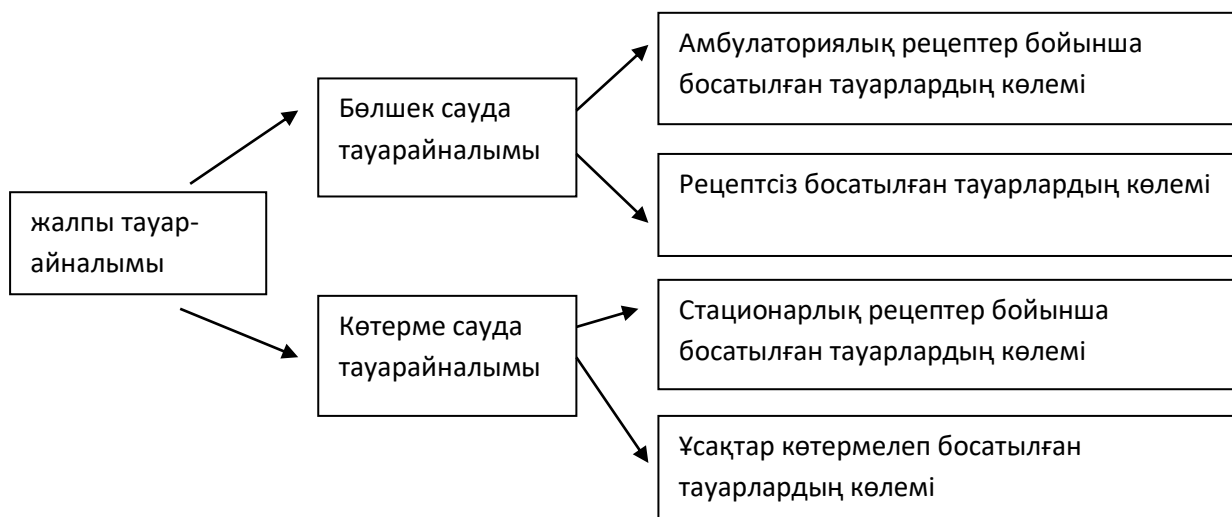 жалпы тауар-
айналымы
Бөлшек сауда
тауарайналымы
Көтерме сауда
тауарайналымы
Амбулаториялық рецептер бойынша
босатылған тауарлардың көлемі
Рецептсіз босатылған тауарлардың көлемі
Стационарлық рецептер бойынша
босатылған тауарлардың көлемі
Ұсақтар көтермелеп босатылған
тауарлардың көлемі